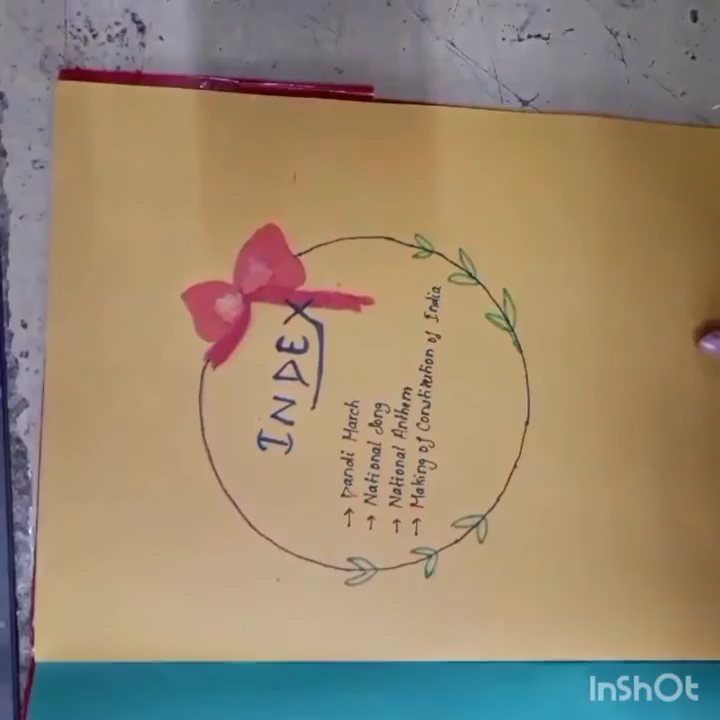 INDEX
→ Dandi March
→ National Song
→ National Anthem
→ Making of Constitution of India
InShOt